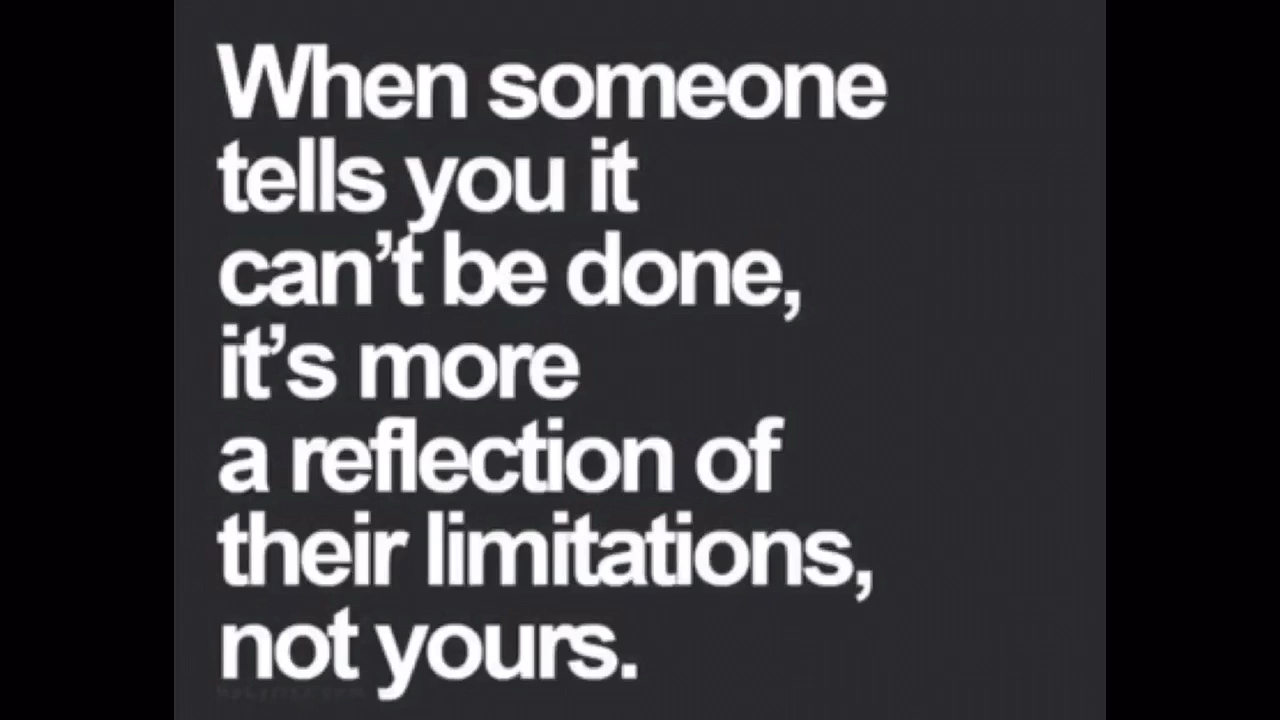 When someone
tells you it
can’t be done,
it’s more
a reflection of
their limitations,
not yours.